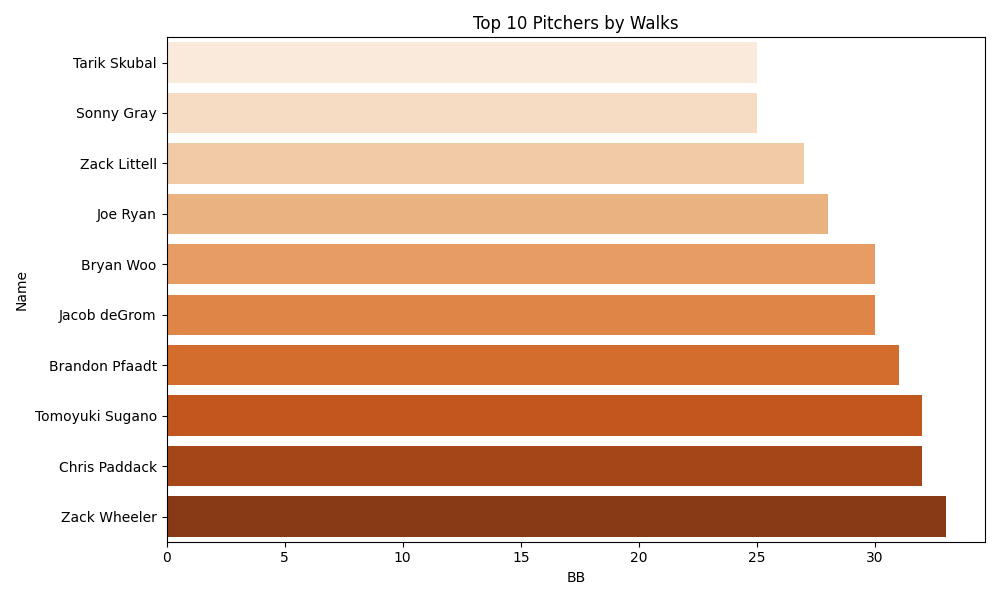 Top 10 Pitchers by Walks
Name
Tarik Skubal
Sonny Gray
Zack Littell
Joe Ryan
Bryan Woo
Jacob deGrom
Brandon Pfaadt
Tomoyuki Sugano
Chris Paddack
Zack Wheeler
0 5 10 15 20 25 30
BB